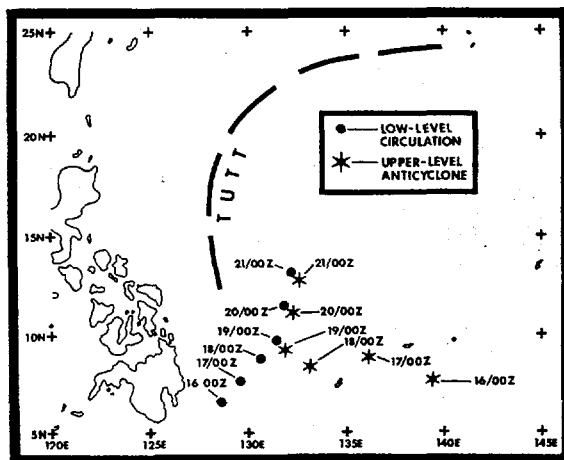 25N
20N
15N
10N
5N
120E
125E
130E
135E
140E
145E
TUTT
LOW-LEVEL
CIRCULATION
UPPER-LEVEL
ANTICYCLONE
21/00Z
21/00Z
20/00Z
20/00Z
19/00Z
19/00Z
18/00Z
18/00Z
17/00Z
17/00Z
16 00Z
16/00Z